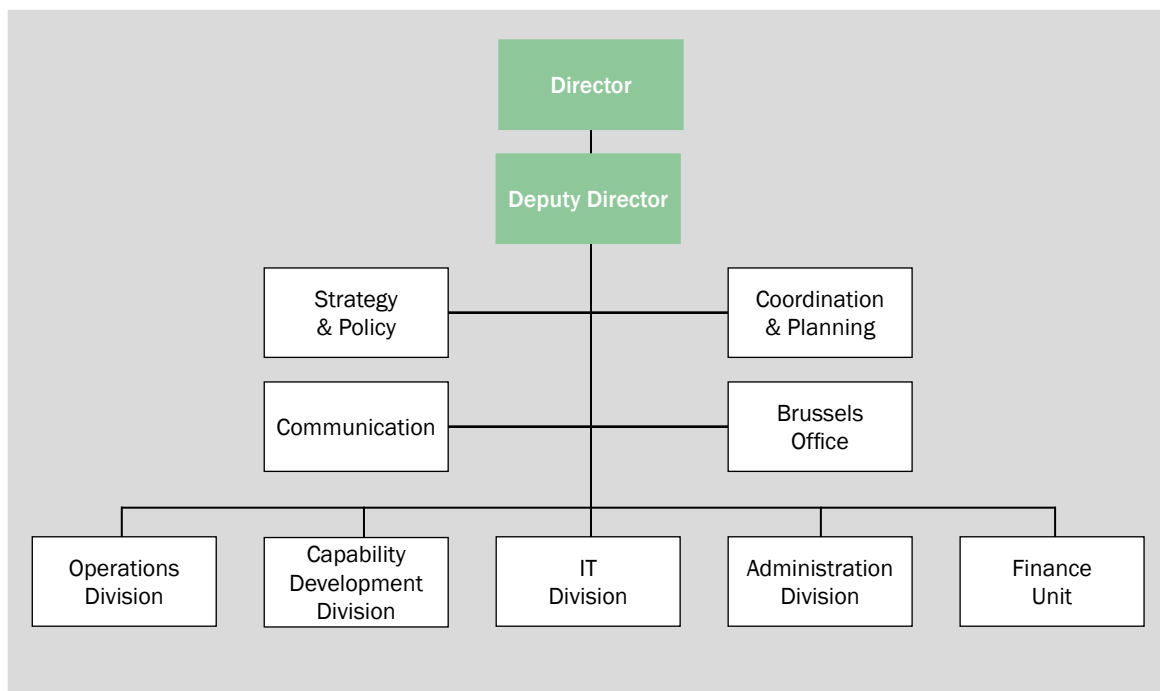 Director
Deputy Director
Strategy
& Policy
Coordination
& Planning
Communication
Brussels
Office
Operations
Division
Capability
Development
Division
IT
Division
Administration
Division
Finance
Unit